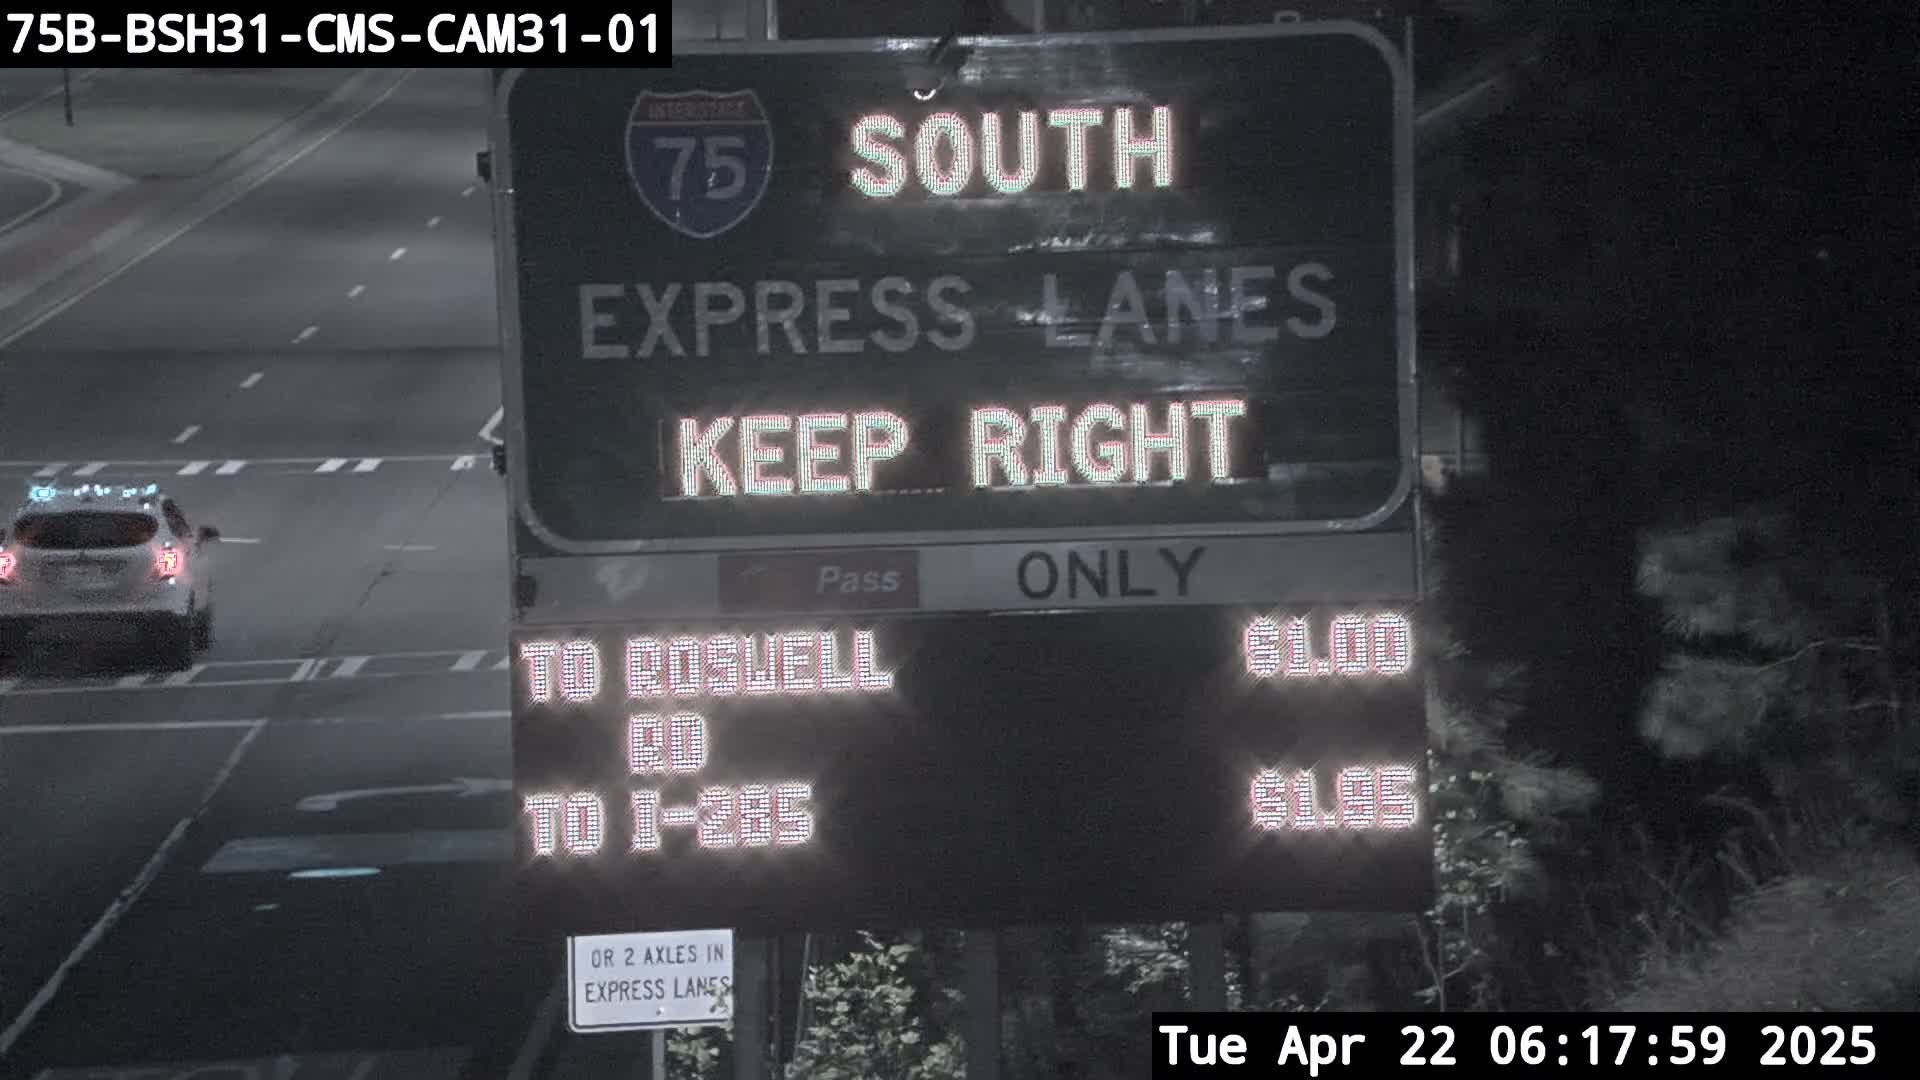 75B-BSH31-CMS-CAM31-01
INTERSTATE
75
SOUTH
EXPRESS LANES
KEEP RIGHT
Pass
ONLY
TO ROSWELL $1.00
RD
TO I-285 $1.95
OR 2 AXLES IN
EXPRESS LANES
Tue Apr 22 06:17:59 2025